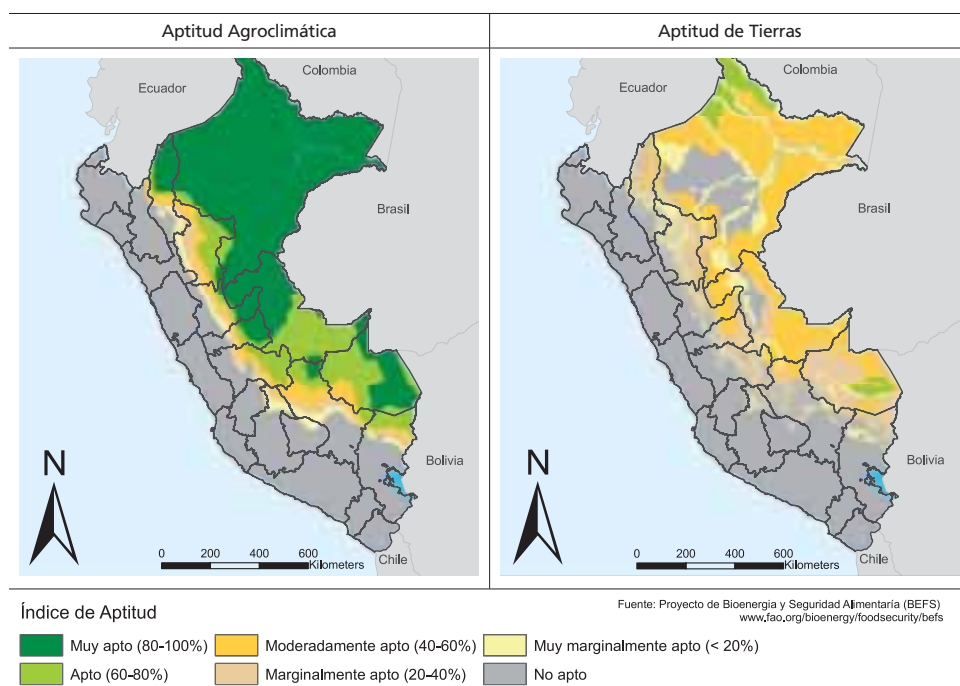 Aptitud Agroclimática
Aptitud de Tierras
Ecuador
Colombia
Brasil
Bolivia
Chile
N
0 200 400 600
Kilometers
Ecuador
Colombia
Brasil
Bolivia
Chile
N
0 200 400 600
Kilometers
Índice de Aptitud
Fuente: Proyecto de Bioenergia y Seguridad Alimentaría (BEFS)
www.fao.org/bioenergy/foodsecurity/befs
Muy apto (80-100%)
Moderadamente apto (40-60%)
Muy marginalmente apto (< 20%)
Apto (60-80%)
Marginalmente apto (20-40%)
No apto